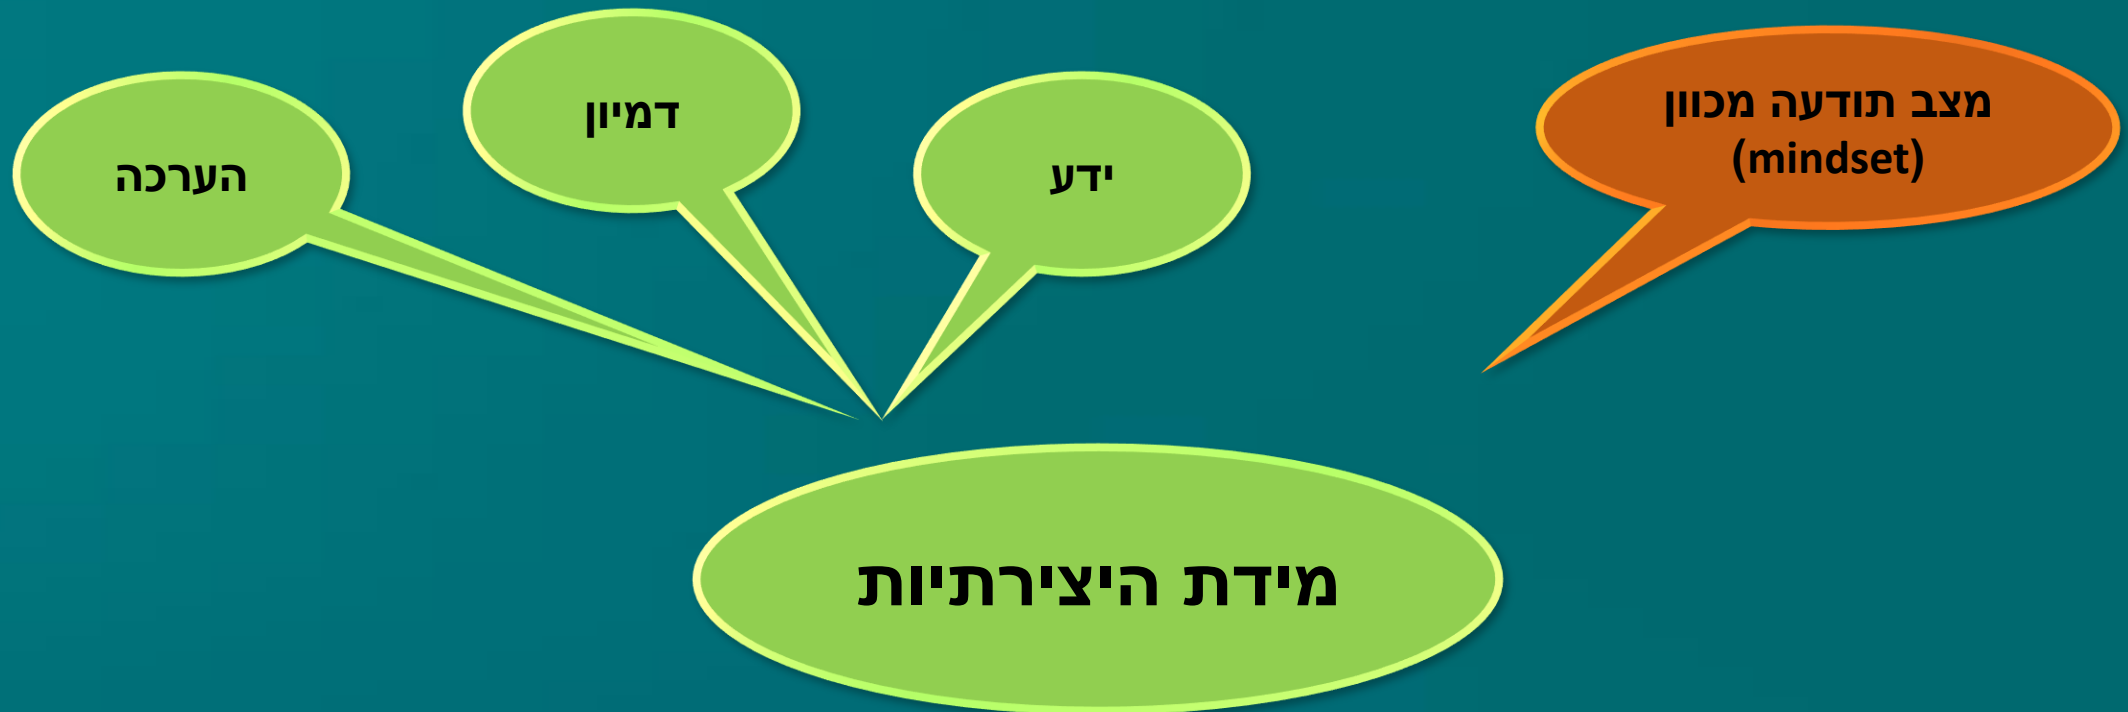 מצב תודעה מכוון
(mindset)
ידע
דמיון
הערכה
מידת היצירתיות